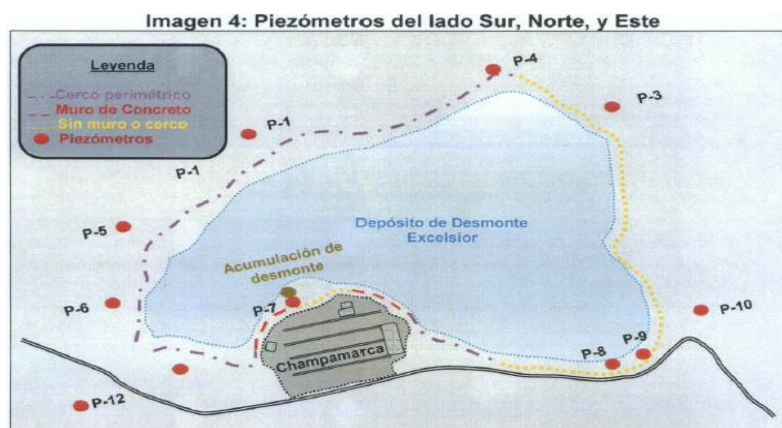 Imagen 4: Piezómetros del lado Sur, Norte, y Este
Leyenda
Cerco perimétrico
Muro de Concreto
Sin muro o cerco
Piezómetros
P-4
P-3
P-1
P-1
P-5
Depósito de Desmonte
Excelsior
Acumulación de
desmonte
P-6
P-7
P-10
P-9
P-8
Champamarca
P-12